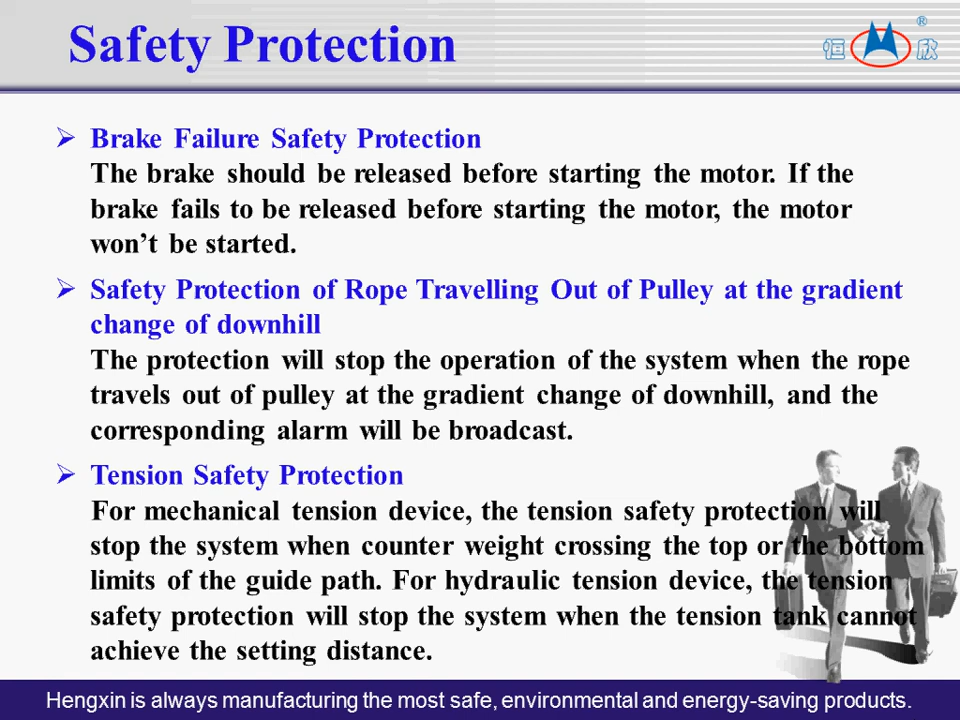 Safety Protection
恒 欣 ®
Brake Failure Safety Protection
The brake should be released before starting the motor. If the
brake fails to be released before starting the motor, the motor
won’t be started.
Safety Protection of Rope Travelling Out of Pulley at the gradient
change of downhill
The protection will stop the operation of the system when the rope
travels out of pulley at the gradient change of downhill, and the
corresponding alarm will be broadcast.
Tension Safety Protection
For mechanical tension device, the tension safety protection will
stop the system when counter weight crossing the top or the bottom
limits of the guide path. For hydraulic tension device, the tension
safety protection will stop the system when the tension tank cannot
achieve the setting distance.
Hengxin is always manufacturing the most safe, environmental and energy-saving products.